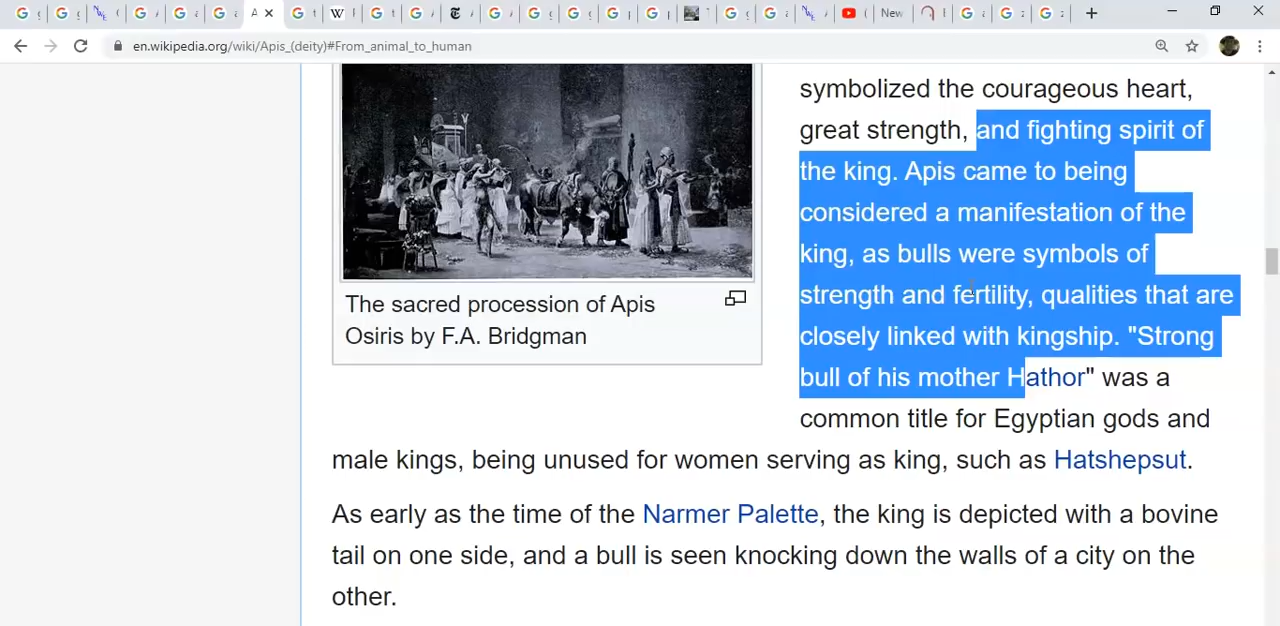 en.wikipedia.org/wiki/Apis_(deity)#From_animal_to_human
The sacred procession of Apis
Osiris by F.A. Bridgman
symbolized the courageous heart,
great strength, and fighting spirit of
the king. Apis came to being
considered a manifestation of the
king, as bulls were symbols of
strength and fertility, qualities that are
closely linked with kingship. "Strong
bull of his mother Hathor" was a
common title for Egyptian gods and
male kings, being unused for women serving as king, such as Hatshepsut.
As early as the time of the Narmer Palette, the king is depicted with a bovine
tail on one side, and a bull is seen knocking down the walls of a city on the
other.